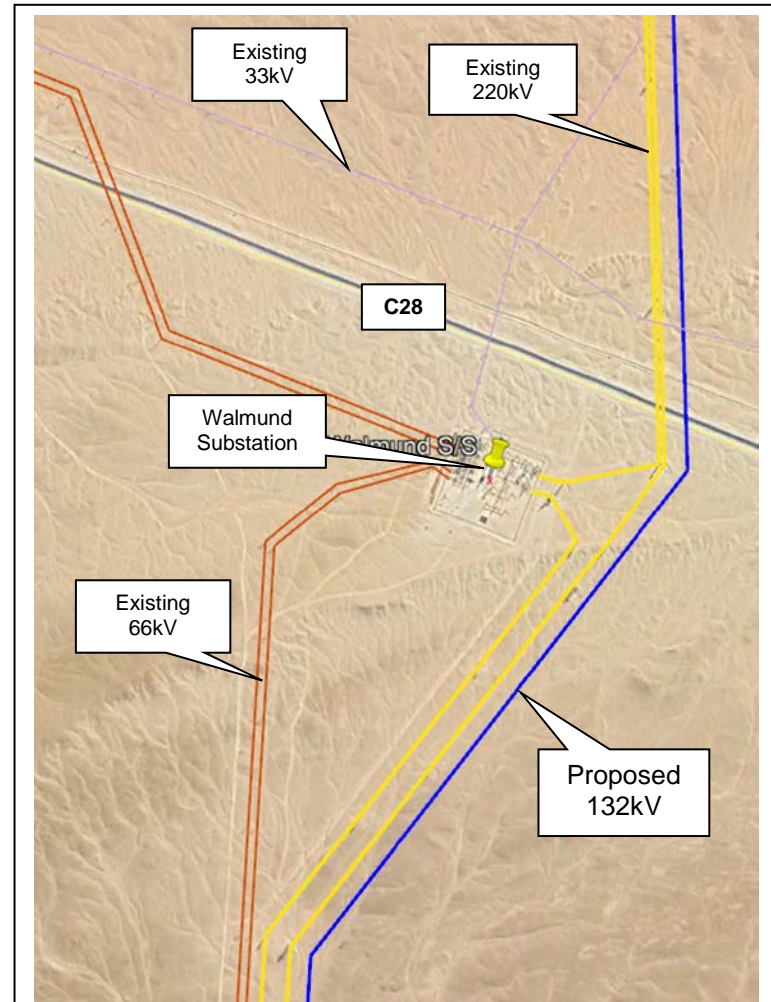 Existing
33kV
Existing
220kV
C28
Walmund
Substation
Walmund S/S
Existing
66kV
Proposed
132kV